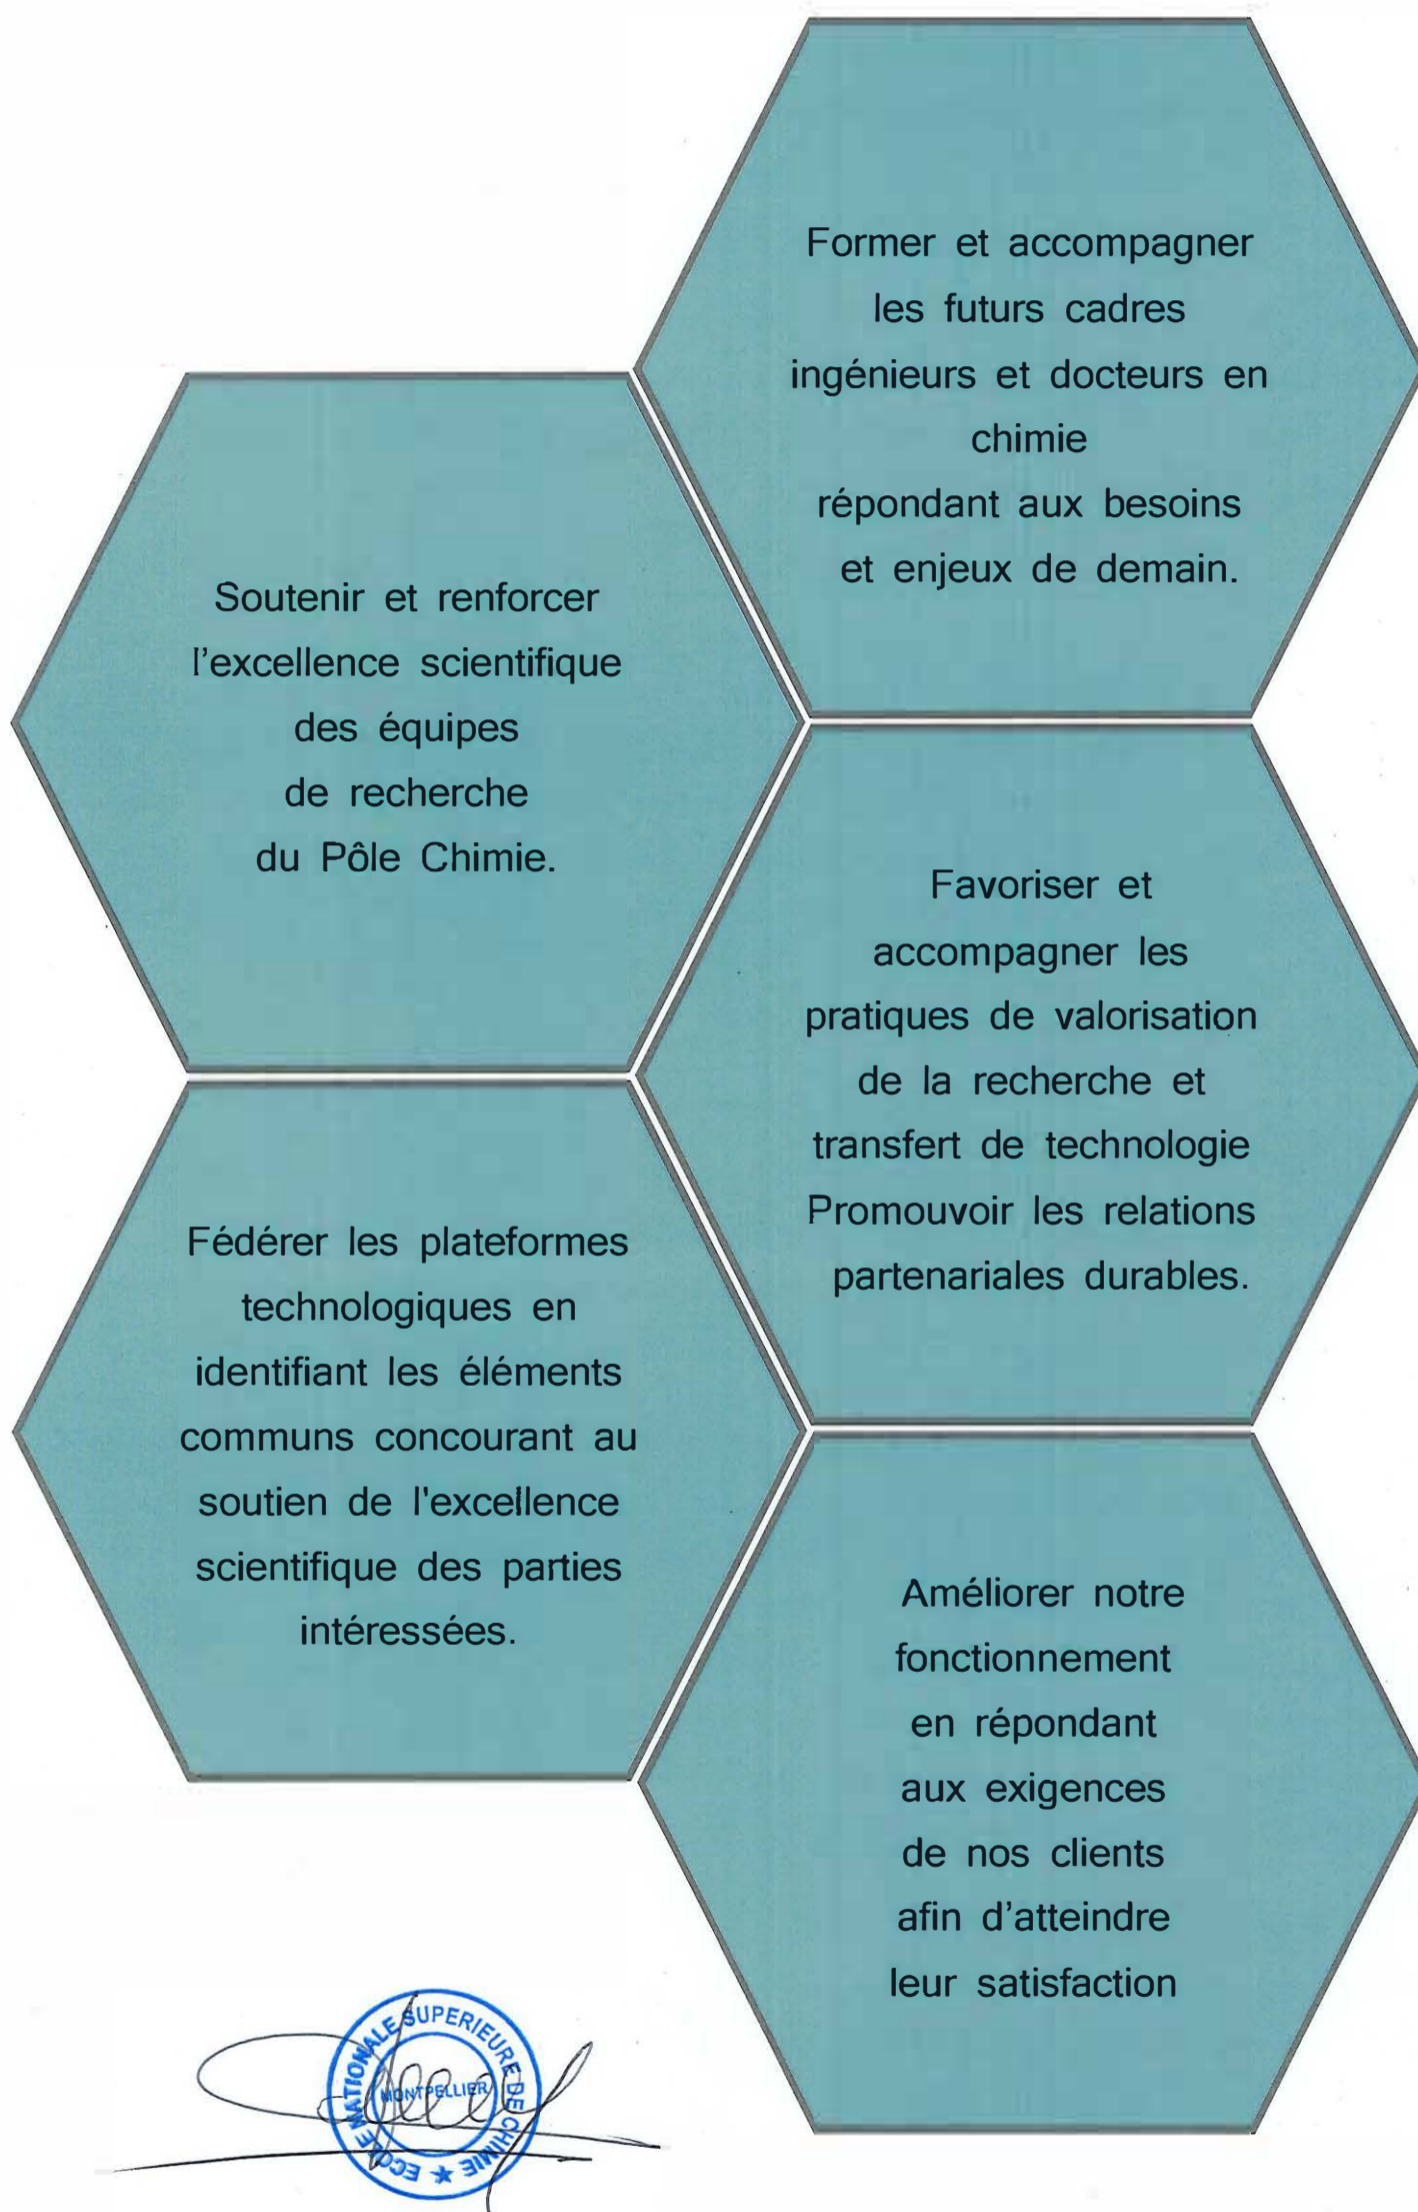 Former et accompagner
les futurs cadres
ingénieurs et docteurs en
chimie
répondant aux besoins
et enjeux de demain.
Soutenir et renforcer
l'excellence scientifique
des équipes
de recherche
du Pôle Chimie.
Favoriser et
accompagner les
pratiques de valorisation
de la recherche et
transfert de technologie
Promouvoir les relations
partenariales durables.
Fédérer les plateformes
technologiques en
identifiant les éléments
communs concourant au
soutien de l'excellence
scientifique des parties
intéressées.
Améliorer notre
fonctionnement
en répondant
aux exigences
de nos clients
afin d'atteindre
leur satisfaction
ECOLE NATIONALE SUPERIEURE DE CHIMIE ★
MONTPELLIER